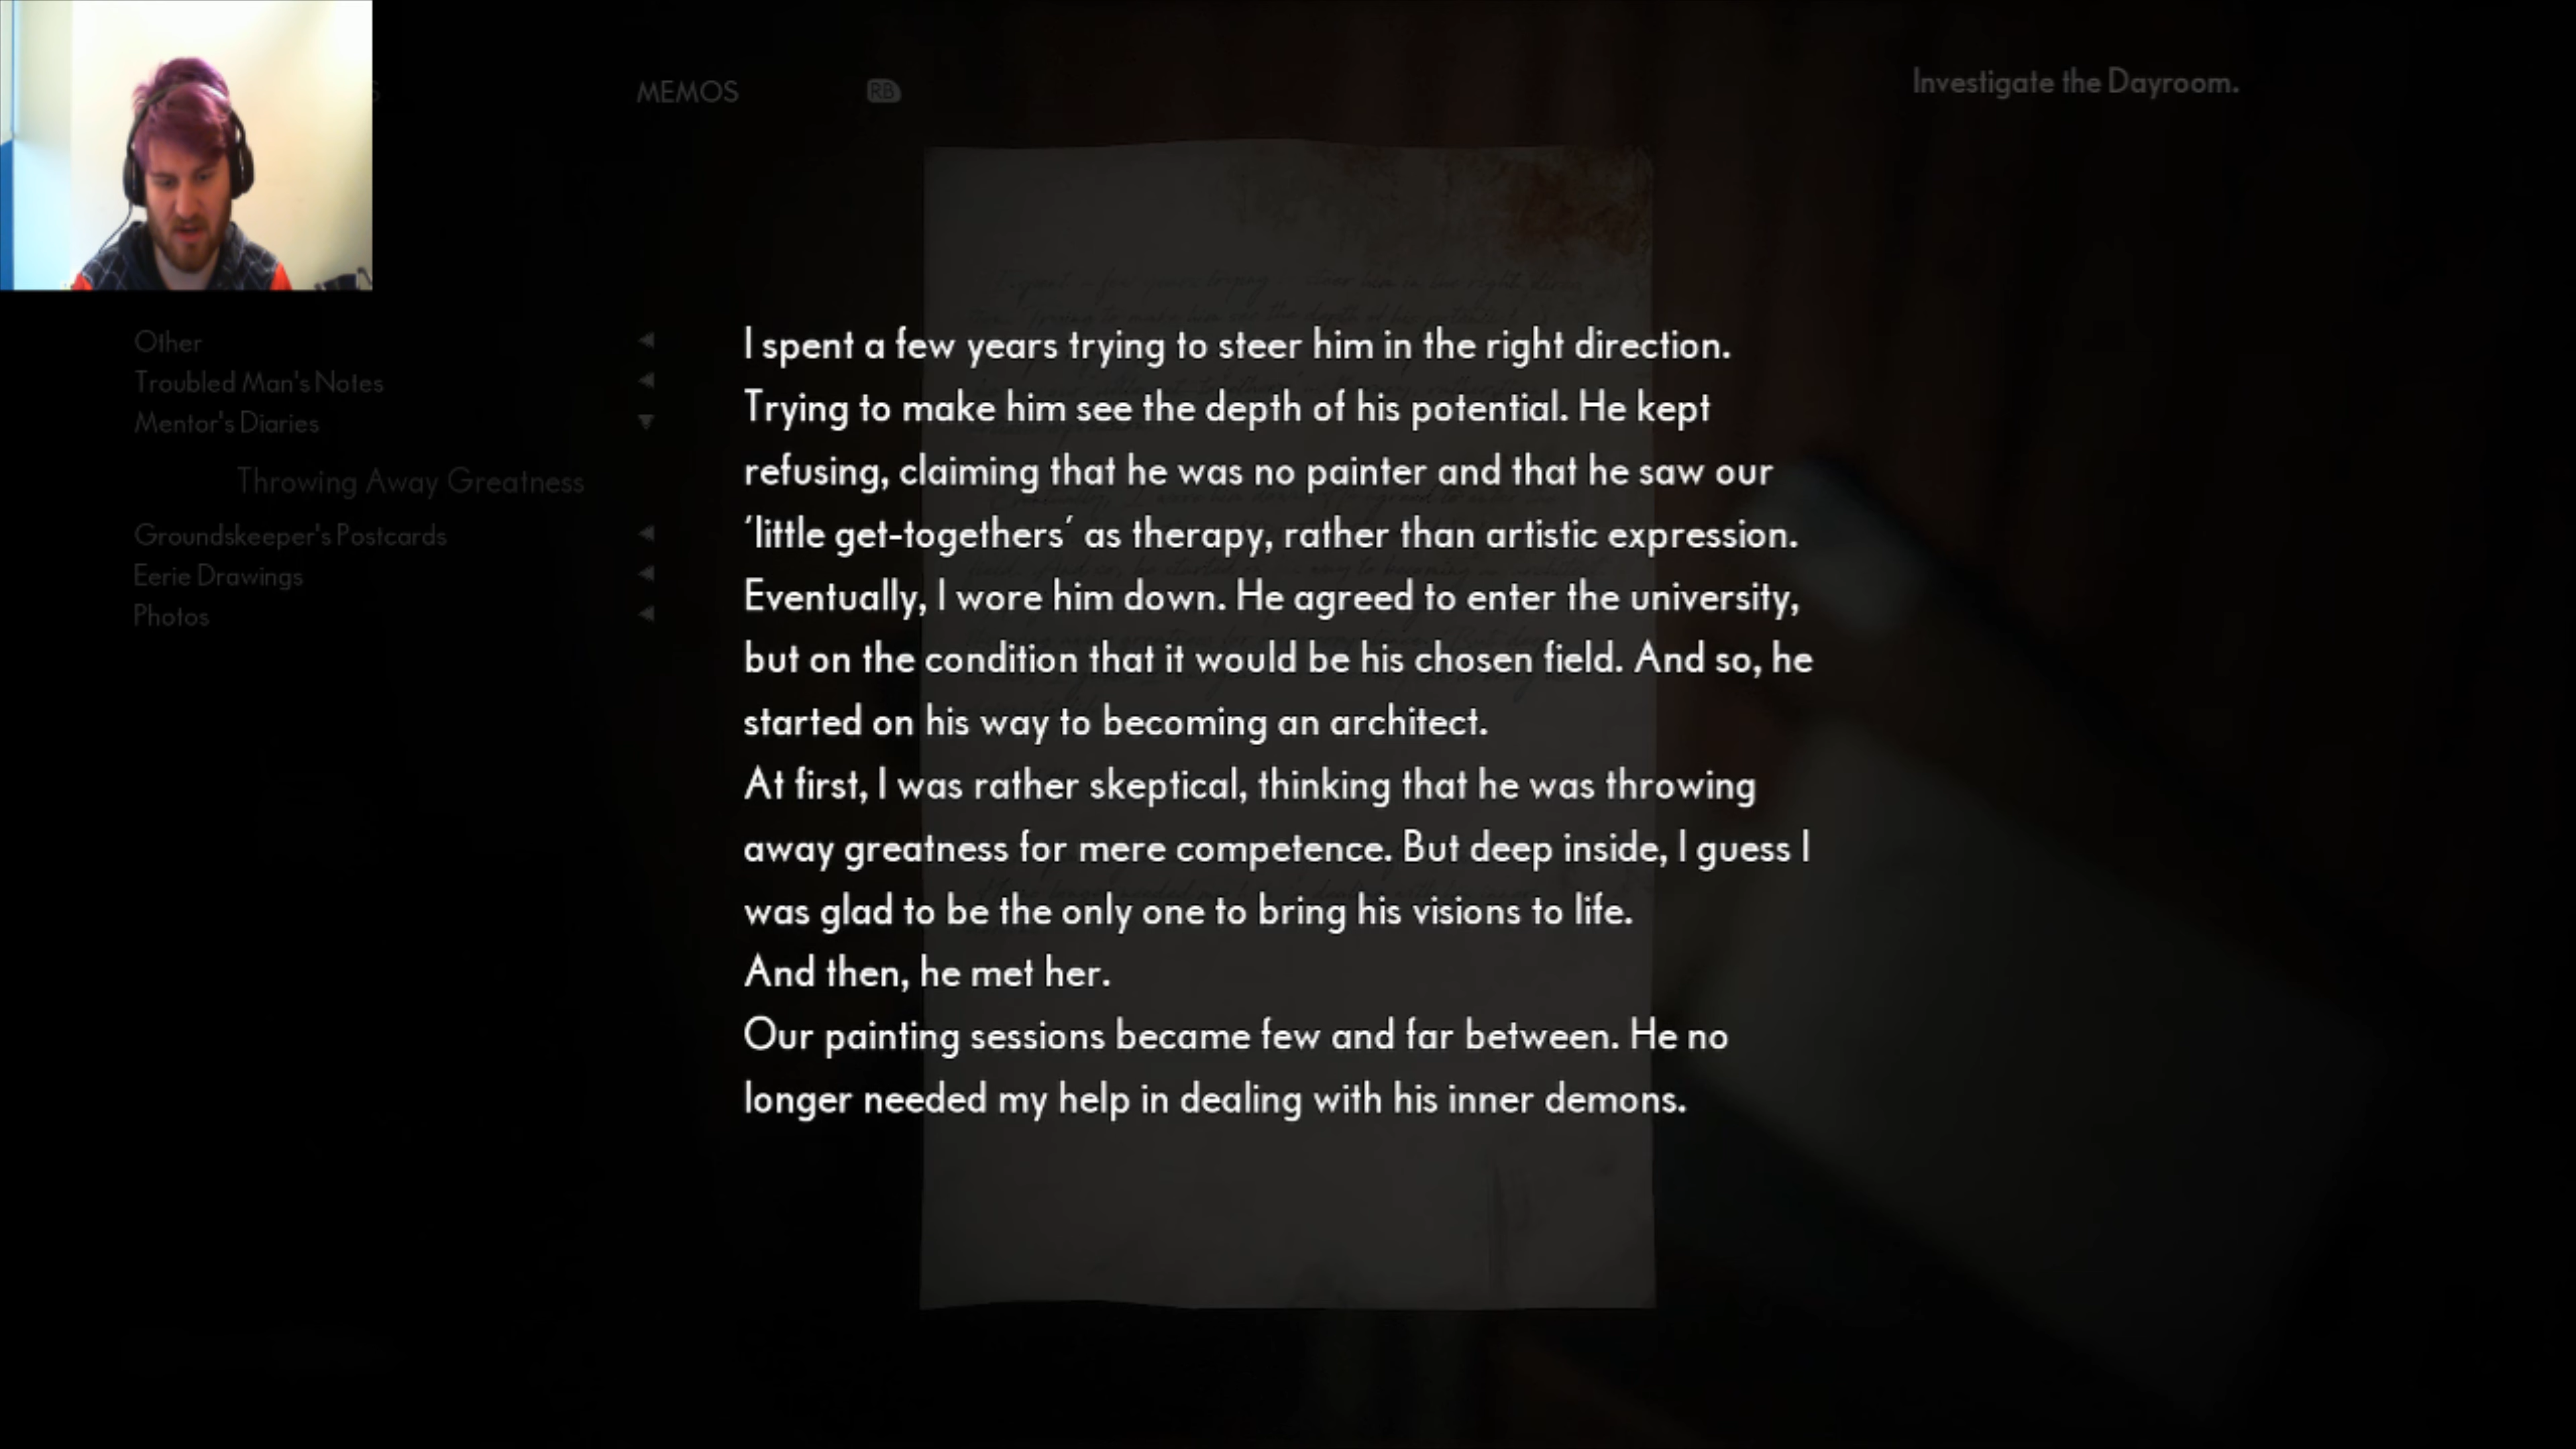 MEMOS
RB
Investigate the Dayroom.
Other
Troubled Man's Notes
Mentor's Diaries
Throwing Away Greatness
Groundskeeper's Postcards
Eerie Drawings
Photos
I spent a few years trying to steer him in the right direction.
Trying to make him see the depth of his potential. He kept
refusing, claiming that he was no painter and that he saw our
'little get-togethers' as therapy, rather than artistic expression.
Eventually, I wore him down. He agreed to enter the university,
but on the condition that it would be his chosen field. And so, he
started on his way to becoming an architect.
At first, I was rather skeptical, thinking that he was throwing
away greatness for mere competence. But deep inside, I guess I
was glad to be the only one to bring his visions to life.
And then, he met her.
Our painting sessions became few and far between. He no
longer needed my help in dealing with his inner demons.